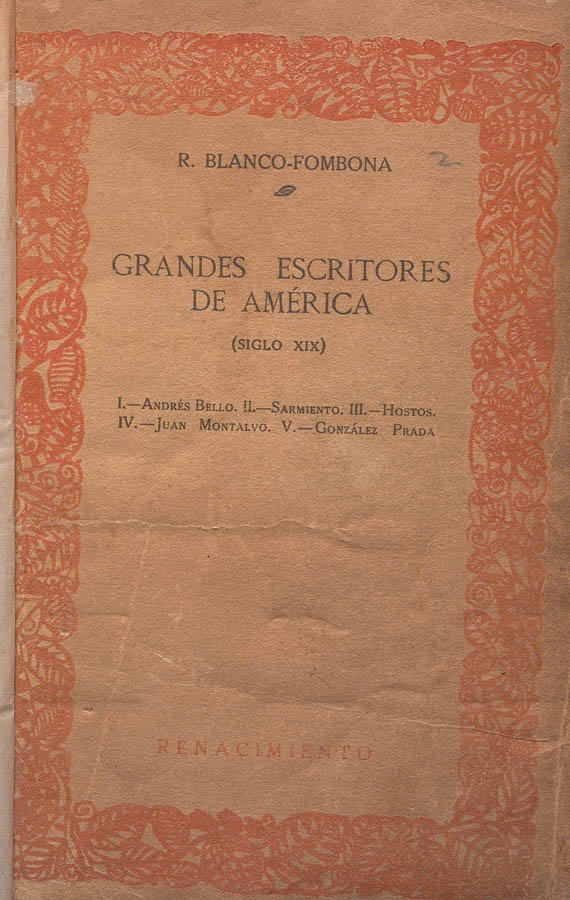 R. BLANCO-FOMBONA
2
GRANDES ESCRITORES
DE AMÉRICA
(SIGLO XIX)
I.—ANDRÉS BELLO. II.—SARMIENTO. III.—HOSTOS.
IV.—JUAN MONTALVO. V.—GONZÁLEZ PRADA
RENACIMIENTO